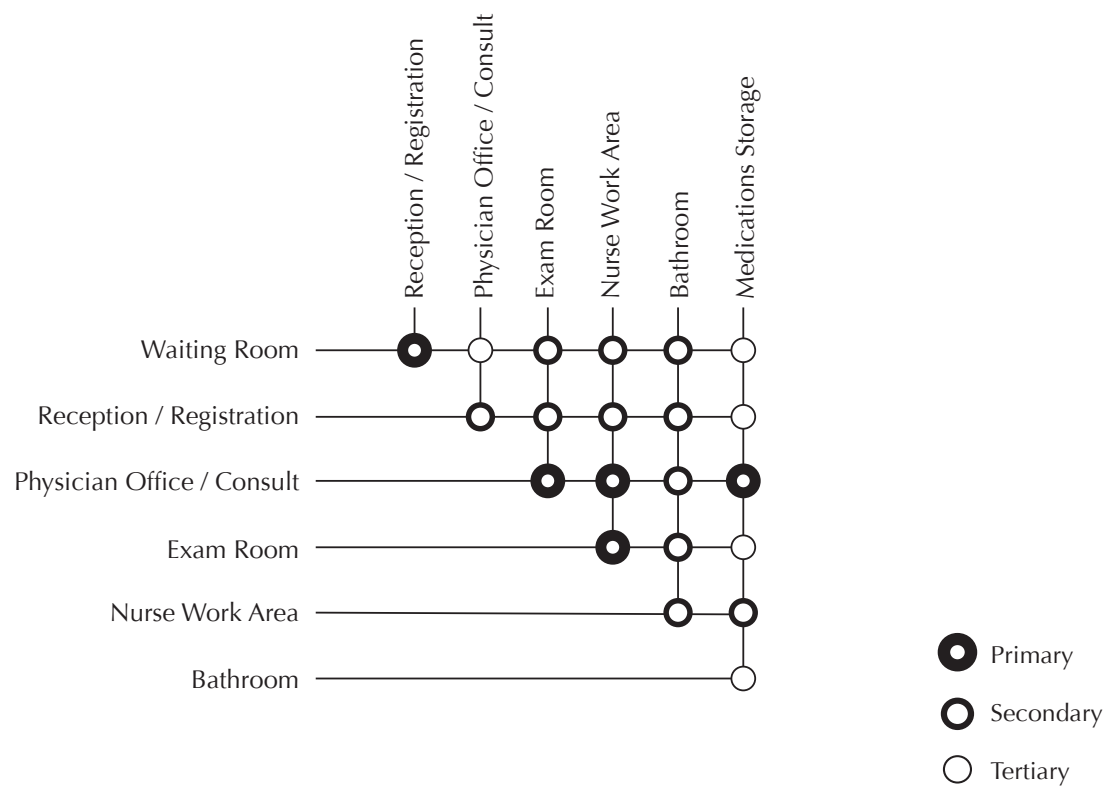 Reception / Registration
Physician Office / Consult
Exam Room
Nurse Work Area
Bathroom
Medications Storage
Waiting Room
Reception / Registration
Physician Office / Consult
Exam Room
Nurse Work Area
Bathroom
Primary
Secondary
Tertiary